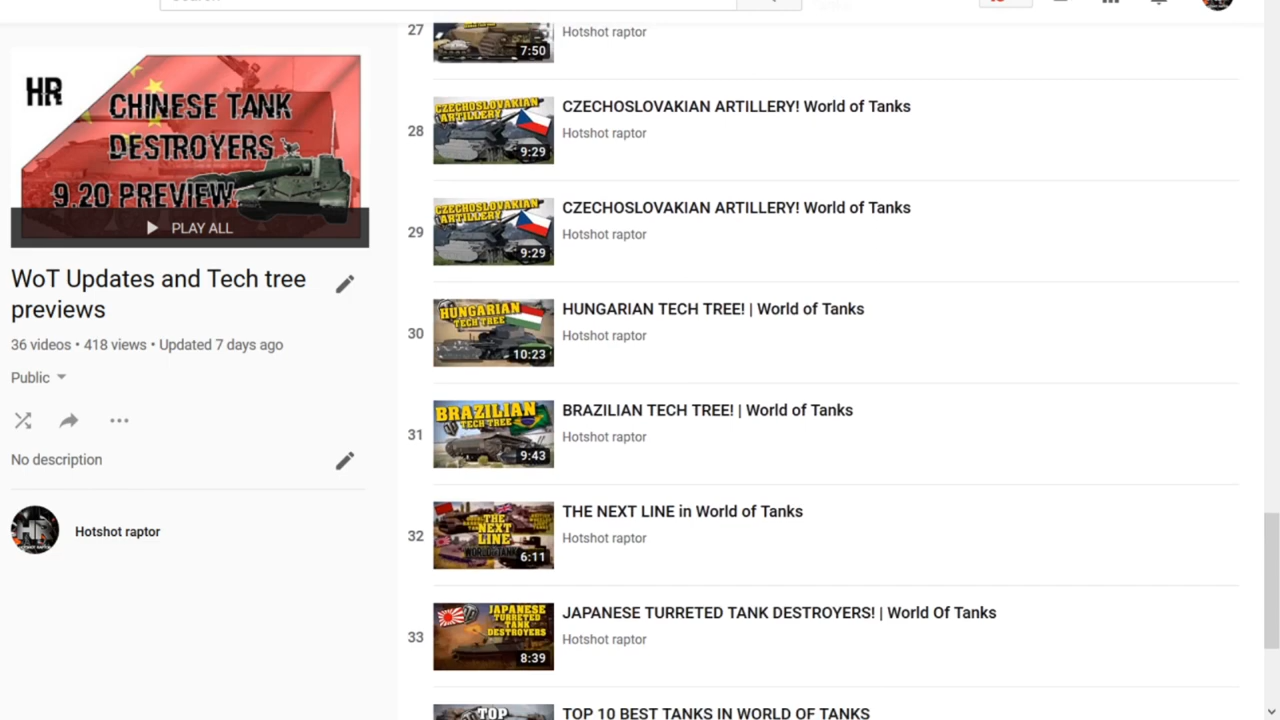 27
Hotshot raptor
7:50
HR
CHINESE TANK
DESTROYERS
9.20 PREVIEW
PLAY ALL
WoT Updates and Tech tree
previews
36 videos • 418 views • Updated 7 days ago
Public
No description
HR
Hotshot raptor
28
CZECHOSLOVAKIAN
ARTILLERY!
9:29
CZECHOSLOVAKIAN ARTILLERY! World of Tanks
Hotshot raptor
29
CZECHOSLOVAKIAN
ARTILLERY!
9:29
CZECHOSLOVAKIAN ARTILLERY! World of Tanks
Hotshot raptor
30
HUNGARIAN
TECH TREE!
10:23
HUNGARIAN TECH TREE! | World of Tanks
Hotshot raptor
31
BRAZILIAN
TECH TREE!
9:43
BRAZILIAN TECH TREE! | World of Tanks
Hotshot raptor
32
THE
NEXT
LINE
6:11
THE NEXT LINE in World of Tanks
Hotshot raptor
33
JAPANESE
TURRETED
TANK
DESTROYERS!
8:39
JAPANESE TURRETED TANK DESTROYERS! | World Of Tanks
Hotshot raptor
TOP
TOP 10 BEST TANKS IN WORLD OF TANKS